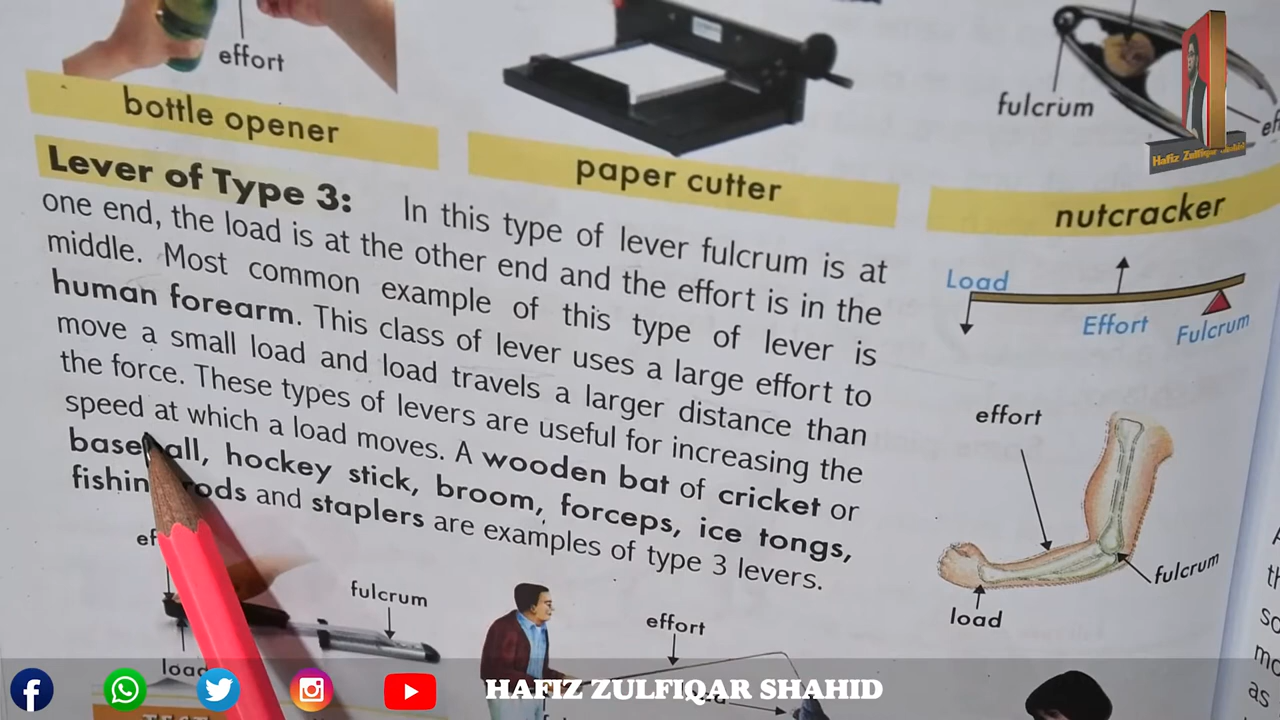 effort
bottle opener
paper cutter
fulcrum
nutcracker
Hafiz Zulfiqar Shahid
Lever of Type 3: In this type of lever fulcrum is at
one end, the load is at the other end and the effort is in the
middle. Most common example of this type of lever is
human forearm. This class of lever uses a large effort to
move a small load and load travels a larger distance than
the force. These types of levers are useful for increasing the
speed at which a load moves. A wooden bat of cricket or
baseball, hockey stick, broom, forceps, ice tongs,
fishing rods and staplers are examples of type 3 levers.
Load
Effort
Fulcrum
effort
fulcrum
load
fulcrum
load
effort
HAFIZ ZULFIQAR SHAHID